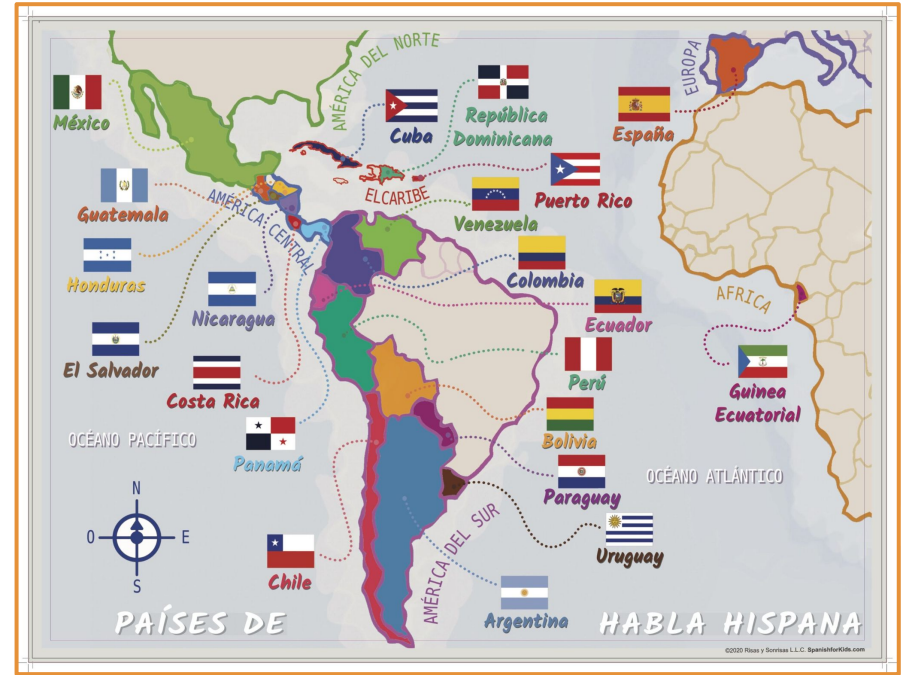 AMÉRICA DEL NORTE
EUROPA
México
Cuba
República
Dominicana
España
Guatemala
AMÉRICA CENTRAL
EL CARIBE
Puerto Rico
Venezuela
Honduras
Colombia
Nicaragua
AFRICA
Ecuador
El Salvador
Costa Rica
Perú
Guinea
Ecuatorial
OCÉANO PACÍFICO
Panamá
Bolivia
OCÉANO ATLÁNTICO
Paraguay
N
O
E
S
AMÉRICA DEL SUR
Uruguay
Chile
Argentina
PAÍSES DE HABLA HISPANA
©2020 Risas y Sonrisas L.L.C. SpanishforKids.com